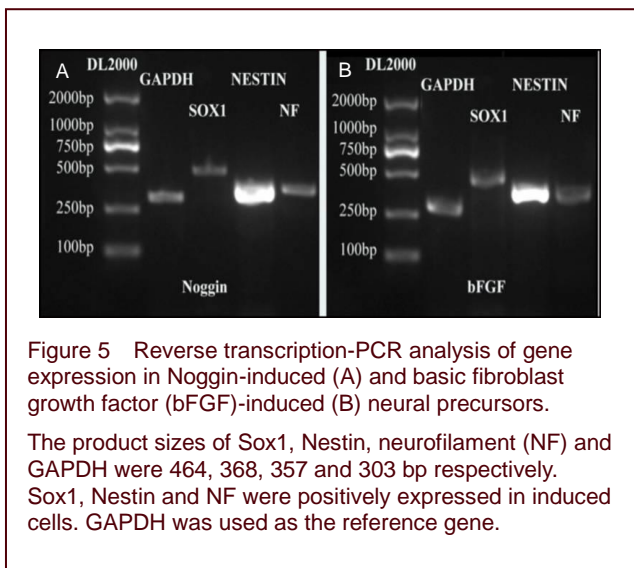 A DL2000 GAPDH NESTIN
SOX1 NF
2000bp
1000bp
750bp
500bp
250bp
100bp
Noggin
B DL2000 GAPDH NESTIN
SOX1 NF
2000bp
1000bp
750bp
500bp
250bp
100bp
bFGF
Figure 5 Reverse transcription-PCR analysis of gene
expression in Noggin-induced (A) and basic fibroblast
growth factor (bFGF)-induced (B) neural precursors.
The product sizes of Sox1, Nestin, neurofilament (NF) and
GAPDH were 464, 368, 357 and 303 bp respectively.
Sox1, Nestin and NF were positively expressed in induced
cells. GAPDH was used as the reference gene.